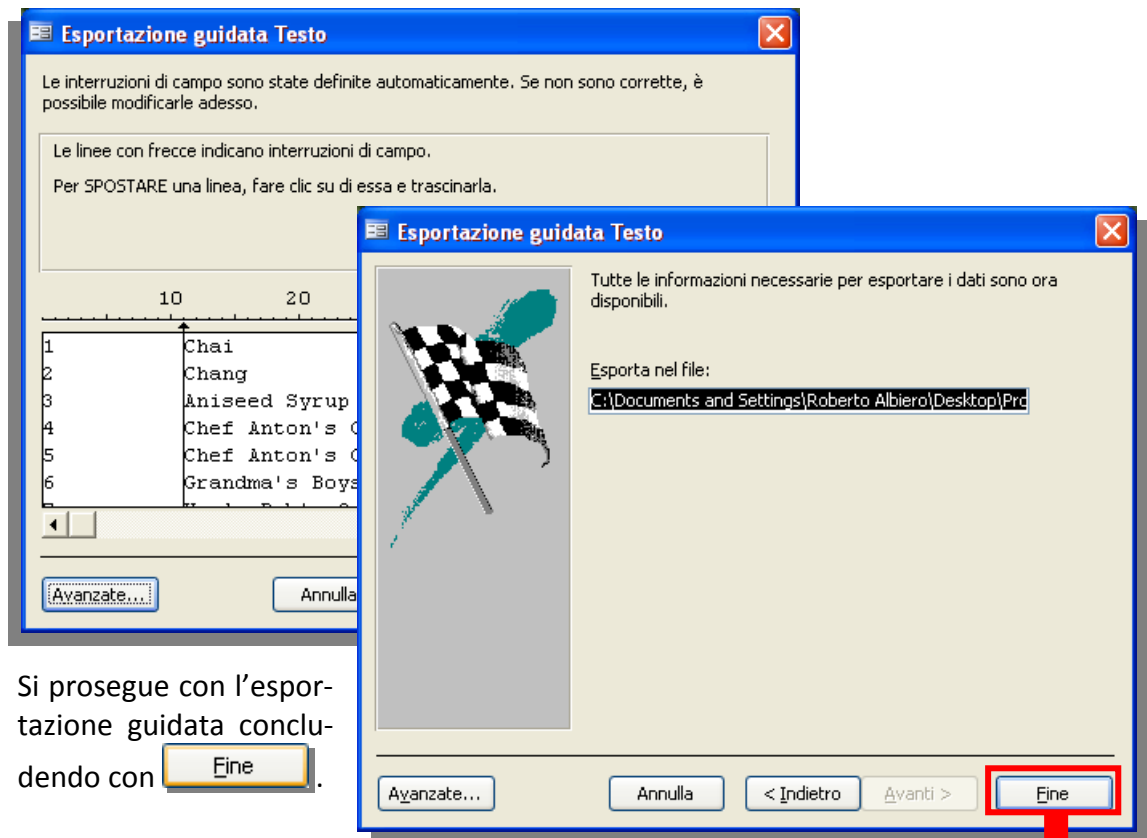 Esportazione guidata Testo
Le interruzioni di campo sono state definite automaticamente. Se non sono corrette, è
possibile modificarle adesso.
Le linee con frecce indicano interruzioni di campo.
Per SPOSTARE una linea, fare clic su di essa e trascinarla.
10 20
1 Chai
2 Chang
3 Aniseed Syrup
4 Chef Anton's
5 Chef Anton's
6 Grandma's Boys
Avanzate... Annulla
Esportazione guidata Testo
Tutte le informazioni necessarie per esportare i dati sono ora
disponibili.
Esporta nel file:
C:\Documents and Settings\Roberto Albiero\Desktop\Prc
Avanzate... Annulla < Indietro Avanti > Fine
Si prosegue con l’espor-
tazione guidata conclu-
dendo con Fine .